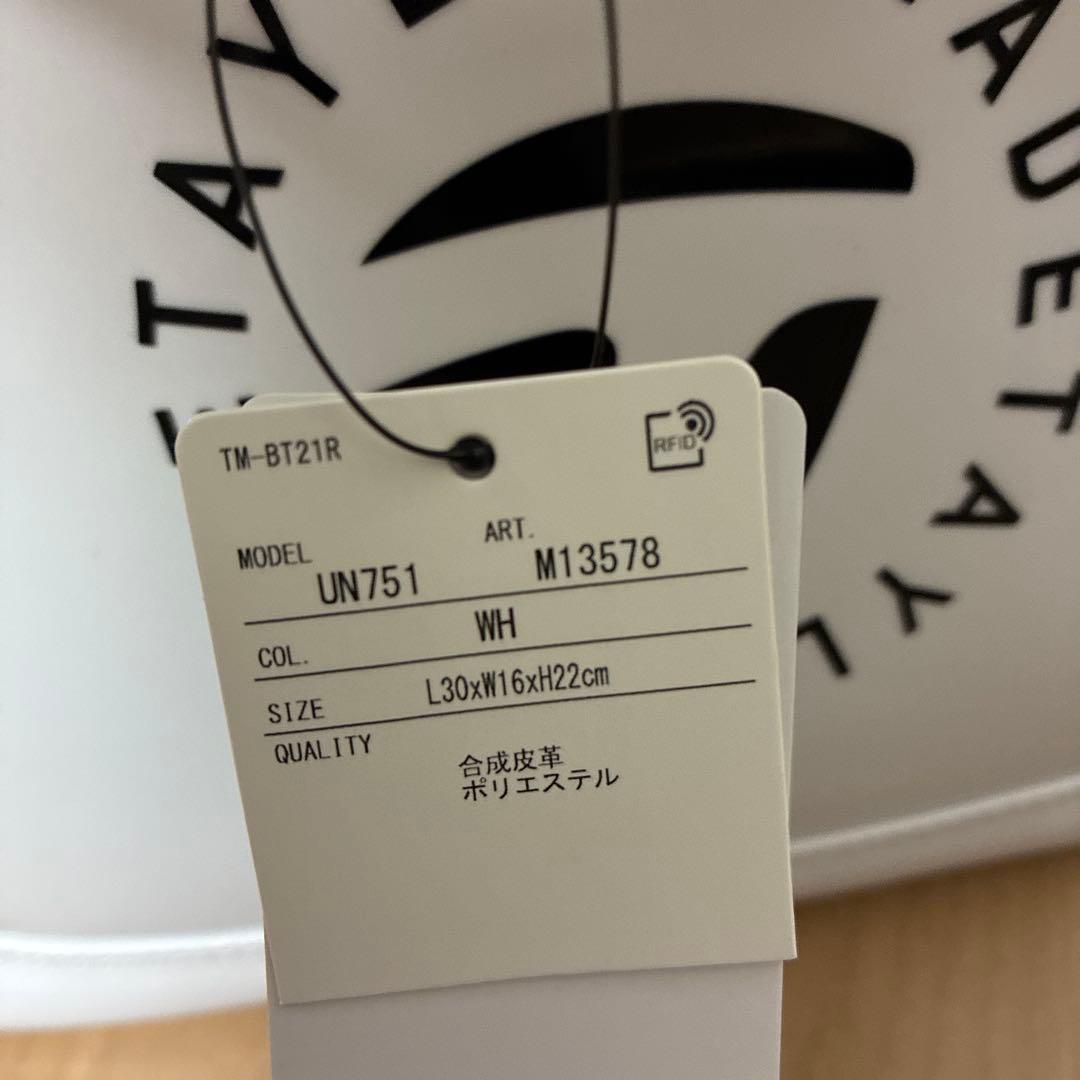 TM-BT21R
RFID
MODEL UN751 ART. M13578
COL. WH
SIZE L30xW16xH22cm
QUALITY 合成皮革
ポリエステル